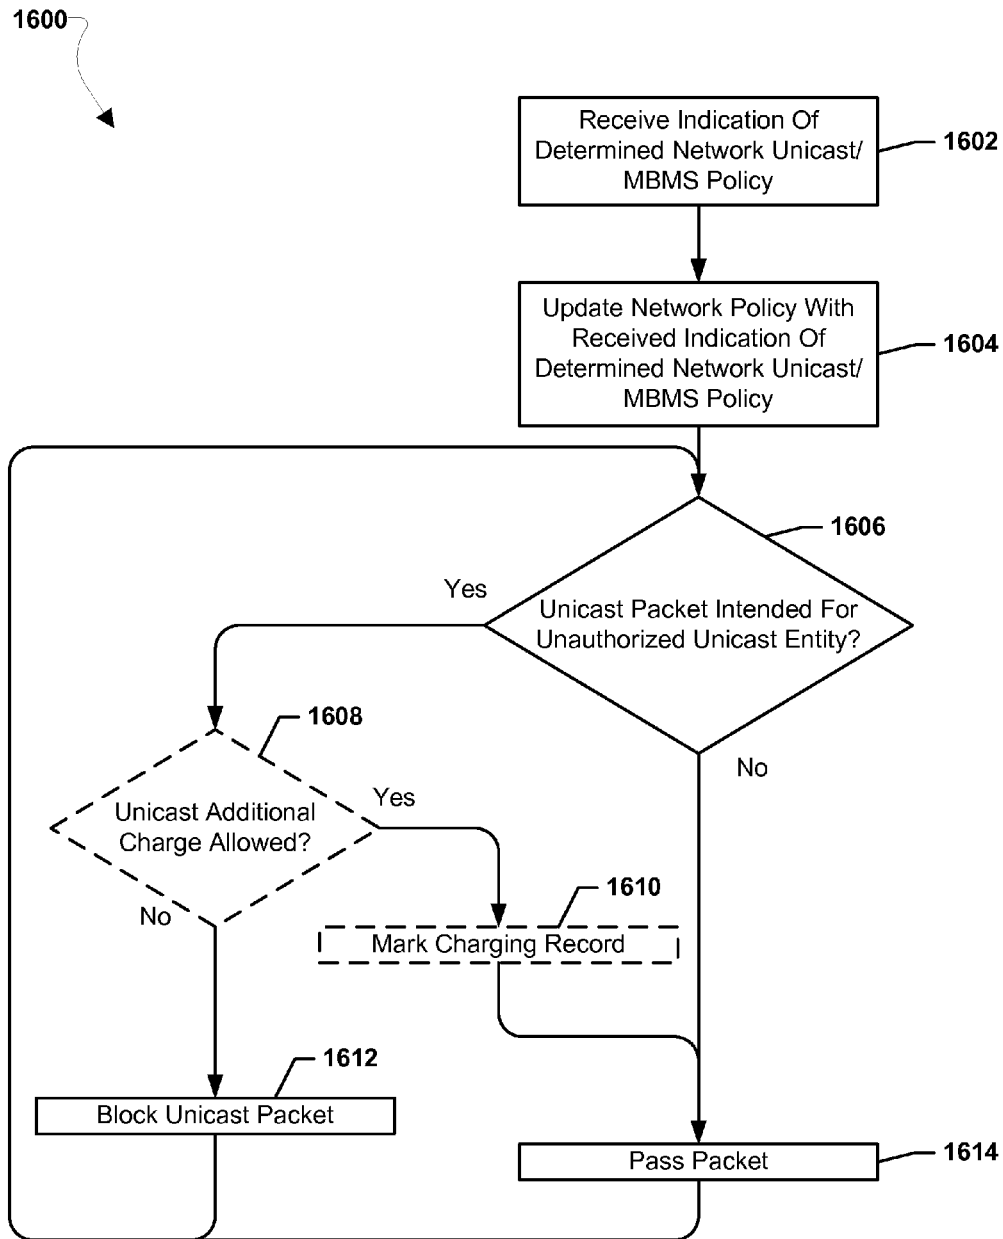 1600
Receive Indication Of
Determined Network Unicast/
MBMS Policy
1602
Update Network Policy With
Received Indication Of
Determined Network Unicast/
MBMS Policy
1604
1606
Yes
Unicast Packet Intended For
Unauthorized Unicast Entity?
1608
No
Yes
Unicast Additional
Charge Allowed?
1610
No
Mark Charging Record
1612
Block Unicast Packet
1614
Pass Packet